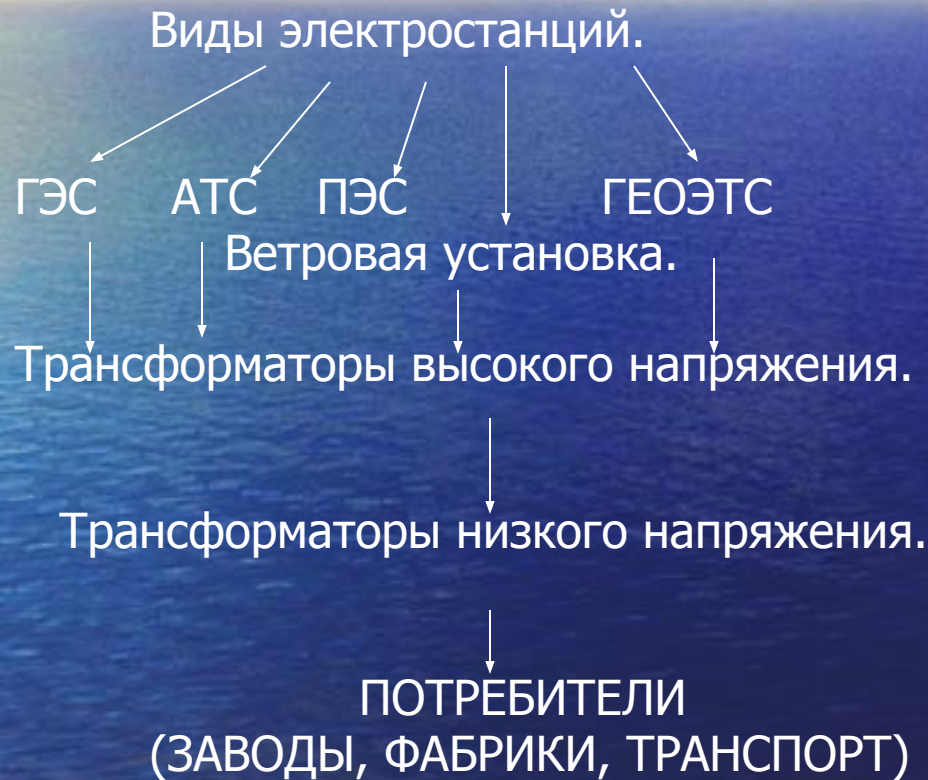 Виды электростанций.
ГЭС АТС ПЭС ГЕОЭТС
Ветровая установка.
Трансформаторы высокого напряжения.
Трансформаторы низкого напряжения.
ПОТРЕБИТЕЛИ
(ЗАВОДЫ, ФАБРИКИ, ТРАНСПОРТ)